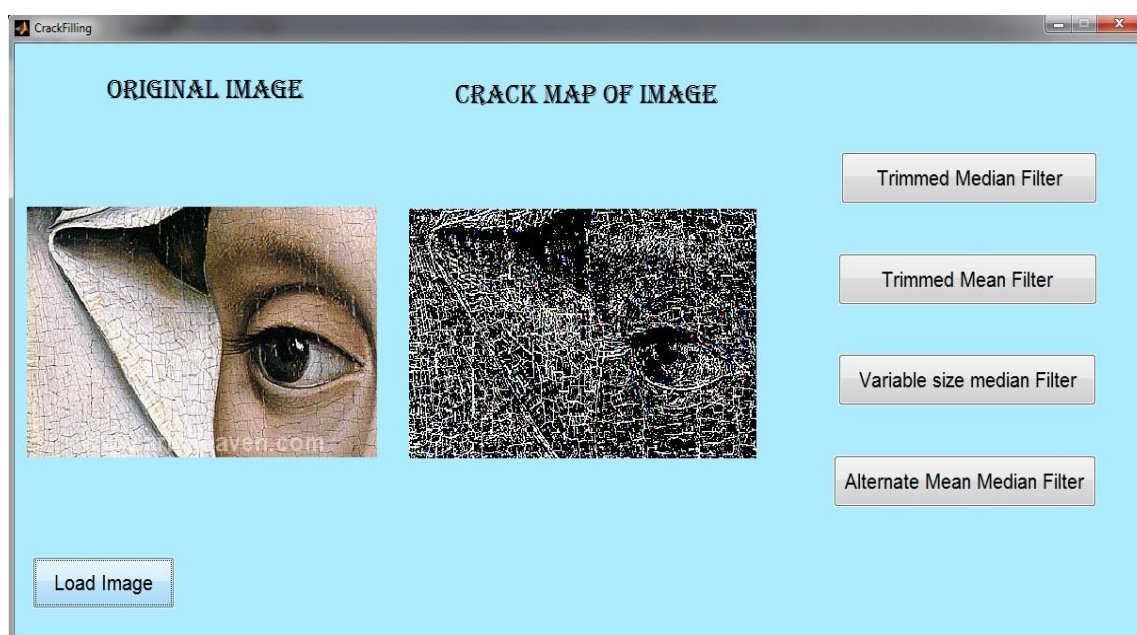 CrackFilling
ORIGINAL IMAGE
CRACK MAP OF IMAGE
Trimmed Median Filter
Trimmed Mean Filter
Variable size median Filter
Alternate Mean Median Filter
Load Image